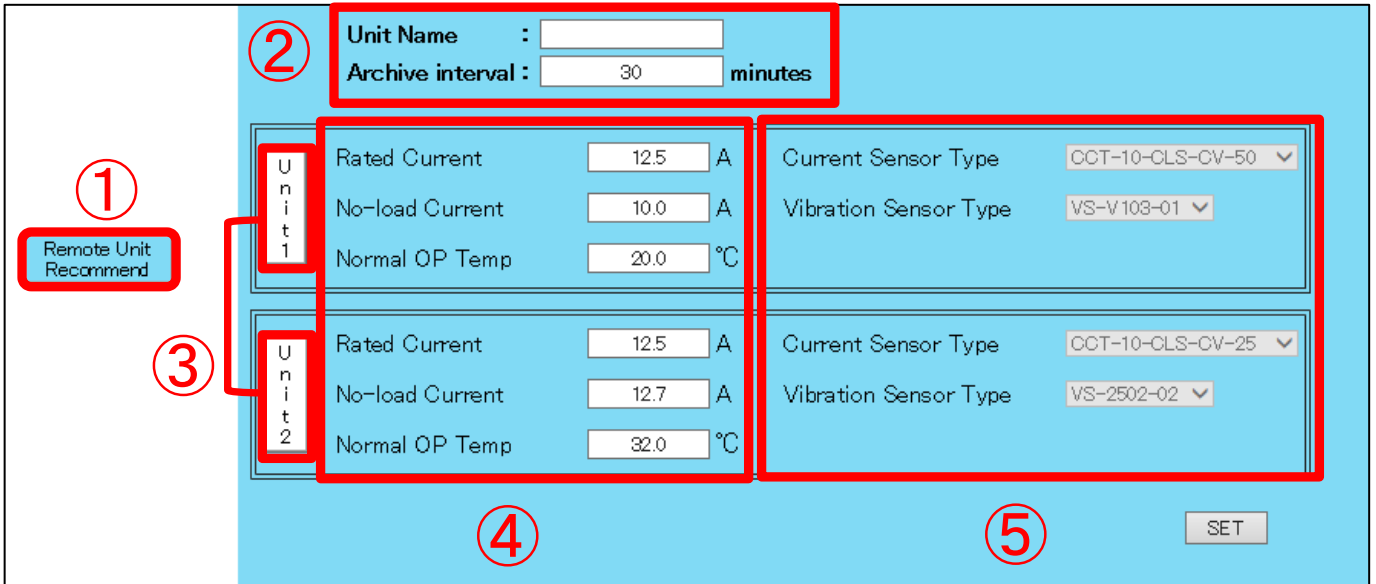 ②
Unit Name :
Archive interval : 30 minutes
①
Remote Unit
Recommend
③
Unit1
Rated Current 12.5 A
No-load Current 10.0 A
Normal OP Temp 20.0 ℃
Current Sensor Type CCT-10-CLS-CV-50
Vibration Sensor Type VS-V103-01
Unit2
Rated Current 12.5 A
No-load Current 12.7 A
Normal OP Temp 32.0 ℃
Current Sensor Type CCT-10-CLS-CV-25
Vibration Sensor Type VS-2502-02
④
⑤
SET